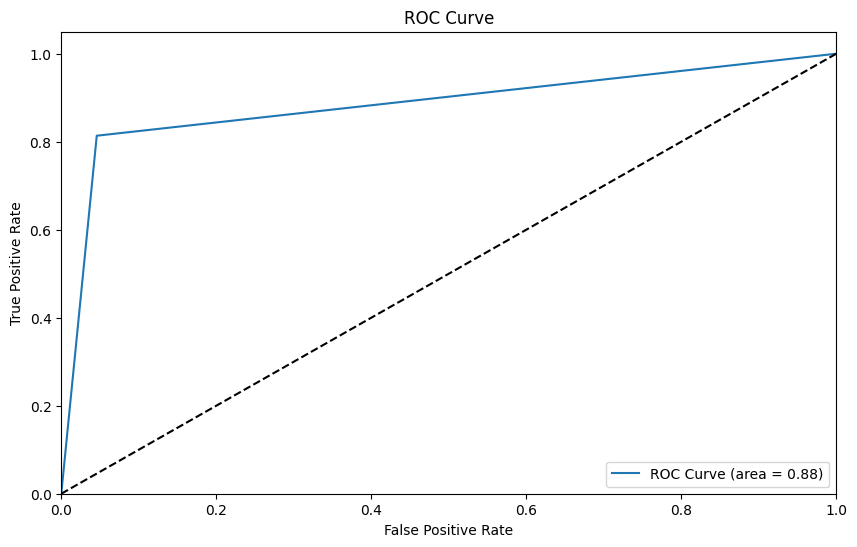 ROC Curve
1.0
0.8
0.6
0.4
0.2
0.0
True Positive Rate
ROC Curve (area = 0.88)
0.0 0.2 0.4 0.6 0.8 1.0
False Positive Rate